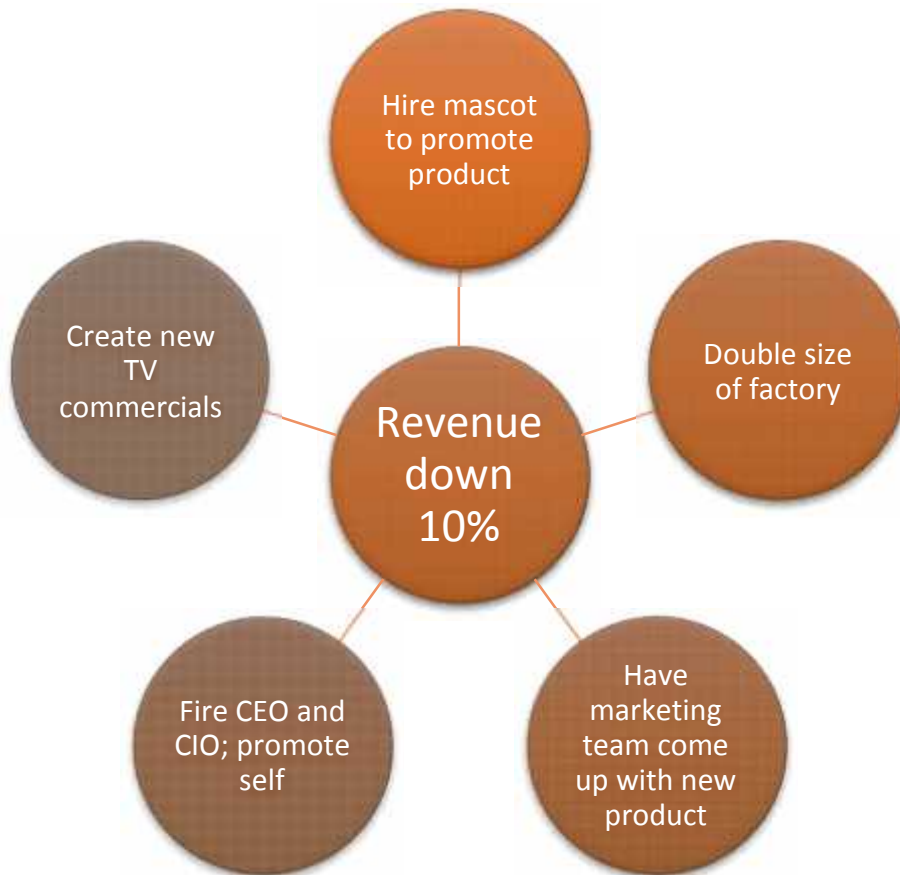 Hire mascot
to promote
product
Create new
TV
commercials
Double size
of factory
Revenue
down
10%
Fire CEO and
CIO; promote
self
Have
marketing
team come
up with new
product